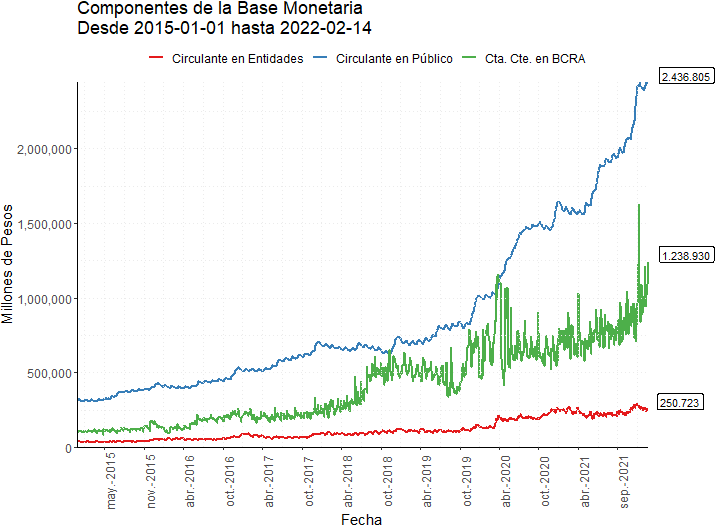 Componentes de la Base Monetaria
Desde 2015-01-01 hasta 2022-02-14
Circulante en Entidades Circulante en Público Cta. Cte. en BCRA
2.436.805
2,000,000
1,500,000
1.238.930
1,000,000
500,000
250.723
0
Millones de Pesos
may.-2015
nov.-2015
abr.-2016
oct.-2016
abr.-2017
oct.-2017
abr.-2018
oct.-2018
abr.-2019
oct.-2019
abr.-2020
oct.-2020
abr.-2021
sep.-2021
Fecha